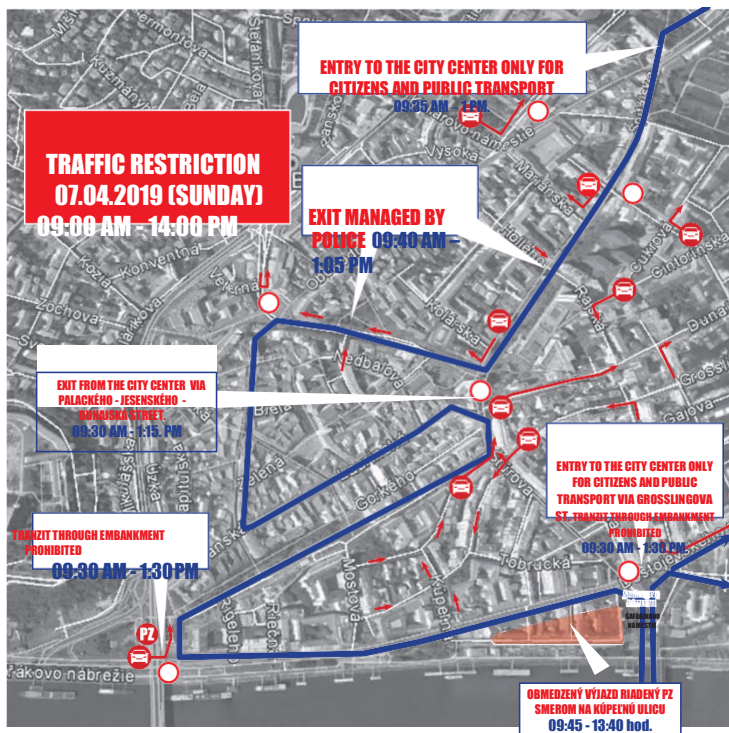 ENTRY TO THE CITY CENTER ONLY FOR
CITIZENS AND PUBLIC TRANSPORT
09:35 AM – 1 PM.
TRAFFIC RESTRICTION
07.04.2019 (SUNDAY)
09:00 AM - 14:00 PM
EXIT MANAGED BY
POLICE 09:40 AM –
1:05 PM
EXIT FROM THE CITY CENTER VIA
PALACKÉHO - JESENSKÉHO -
DUNAJSKÁ STREET.
09:30 AM - 1:15. PM
ENTRY TO THE CITY CENTER ONLY
FOR CITIZENS AND PUBLIC
TRANSPORT VIA GROSSLINGOVA
ST. TRANZIT THROUGH EMBANKMENT
PROHIBITED
09:30 AM - 1:30 PM.
TRANZIT THROUGH EMBANKMENT
PROHIBITED
09:30 AM - 1:30 PM
OBMEDZENÝ VÝJAZD RIADENÝ PZ
SMEROM NA KÚPEĽNÚ ULICU
09:45 - 13:40 hod.
PZ
Štefánikova
Vysoká
Mariánska
Cukrová
Cintorínska
Rajská
Konventná
Kozia
Zochova
Kolárska
Nedbalova
Gorkého
Mostová
Tobrucká
Gajova
Riečna
ŠAFÁRIKOVO
NÁMESTIE